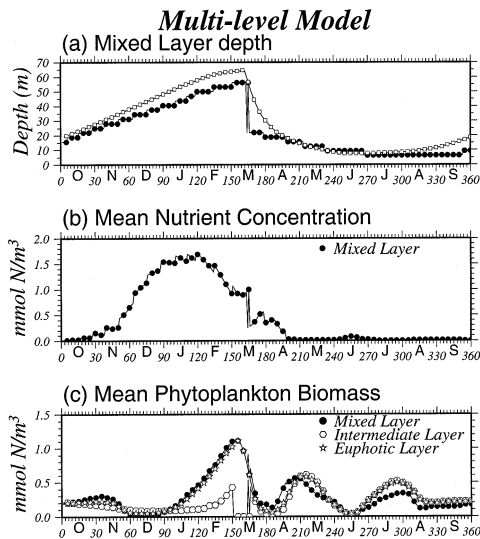 Multi-level Model
(a) Mixed Layer depth
Depth (m)
70
60
50
40
30
20
10
0
0 O 30 N 60 D 90 J 120 F 150 M 180 A 210 M 240 J 270 J 300 A 330 S 360
(b) Mean Nutrient Concentration
mmol N/m³
2.0
1.5
1.0
0.5
0.0
Mixed Layer
0 O 30 N 60 D 90 J 120 F 150 M 180 A 210 M 240 J 270 J 300 A 330 S 360
(c) Mean Phytoplankton Biomass
mmol N/m³
1.5
1.0
0.5
0.0
Mixed Layer
Intermediate Layer
Euphotic Layer
0 O 30 N 60 D 90 J 120 F 150 M 180 A 210 M 240 J 270 J 300 A 330 S 360